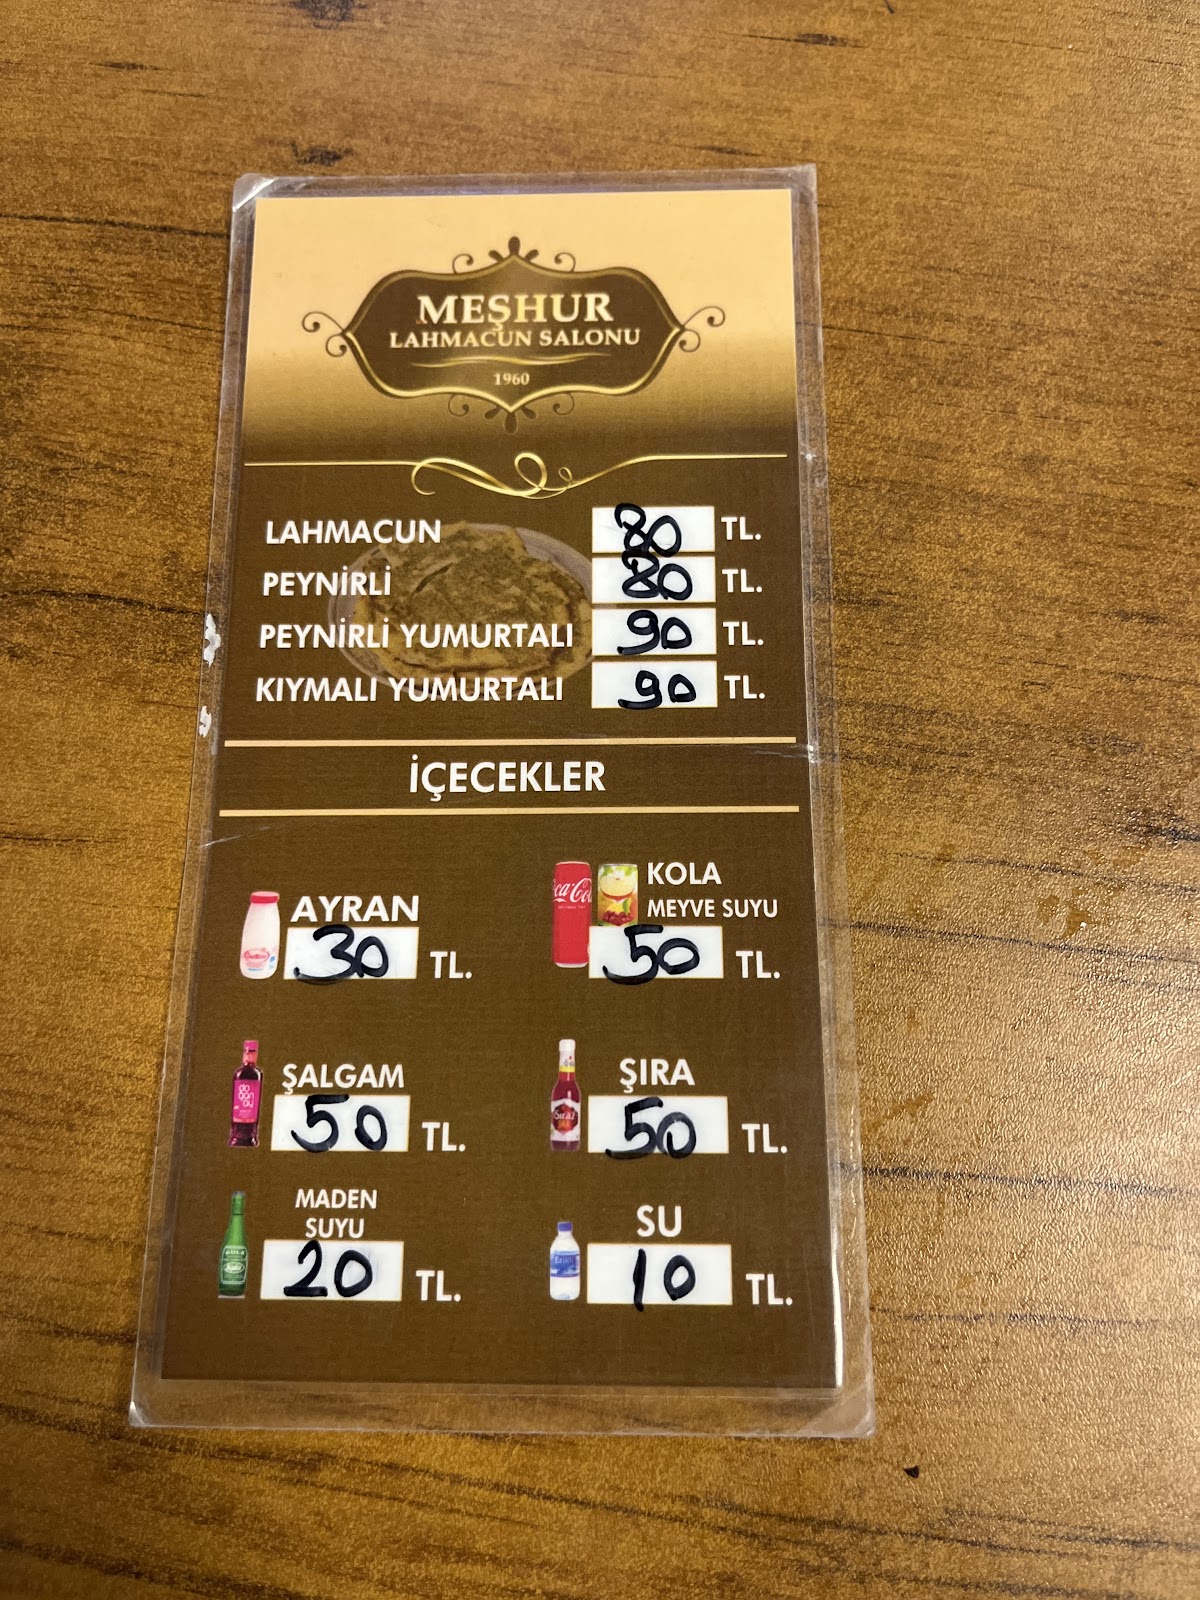 MEŞHUR
LAHMACUN SALONU
1960
LAHMACUN 80 TL.
PEYNİRLİ 80 TL.
PEYNİRLİ YUMURTALI 90 TL.
KIYMALI YUMURTALI 90 TL.
İÇECEKLER
AYRAN
30 TL.
KOLA
MEYVE SUYU
50 TL.
ŞALGAM
50 TL.
ŞIRA
50 TL.
MADEN
SUYU
20 TL.
SU
10 TL.